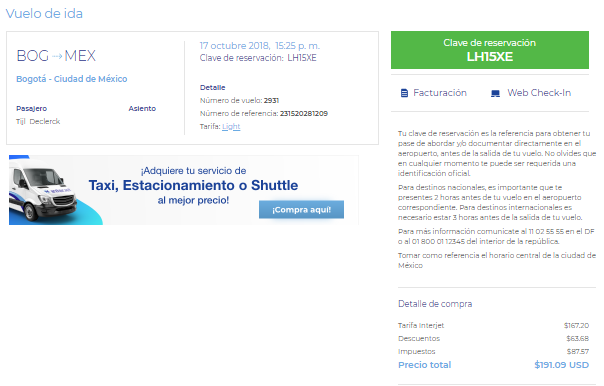 Vuelo de ida
BOG → MEX
Bogotá - Ciudad de México
Pasajero Asiento
Tijl Declerck
17 octubre 2018, 15:25 p. m.
Clave de reservación: LH15XE
Detalle
Número de vuelo: 2931
Número de referencia: 231520281209
Tarifa: Light
¡Adquiere tu servicio de
Taxi, Estacionamiento o Shuttle
al mejor precio!
¡Compra aquí!
Clave de reservación
LH15XE
Facturación Web Check-In
Tu clave de reservación es la referencia para obtener tu
pase de abordar y/o documentar directamente en el
aeropuerto, antes de la salida de tu vuelo. No olvides que
en cualquier momento te puede ser requerida una
identificación oficial.
Para destinos nacionales, es importante que te
presentes 2 horas antes de tu vuelo en el aeropuerto
correspondiente. Para destinos internacionales es
necesario estar 3 horas antes de la salida de tu vuelo.
Para más información comunicate al 11 02 55 55 en el DF
o al 01 800 01 12345 del interior de la república.
Tomar como referencia el horario central de la ciudad de
México
Detalle de compra
Tarifa Interjet $167.20
Descuentos $63.68
Impuestos $87.57
Precio total $191.09 USD